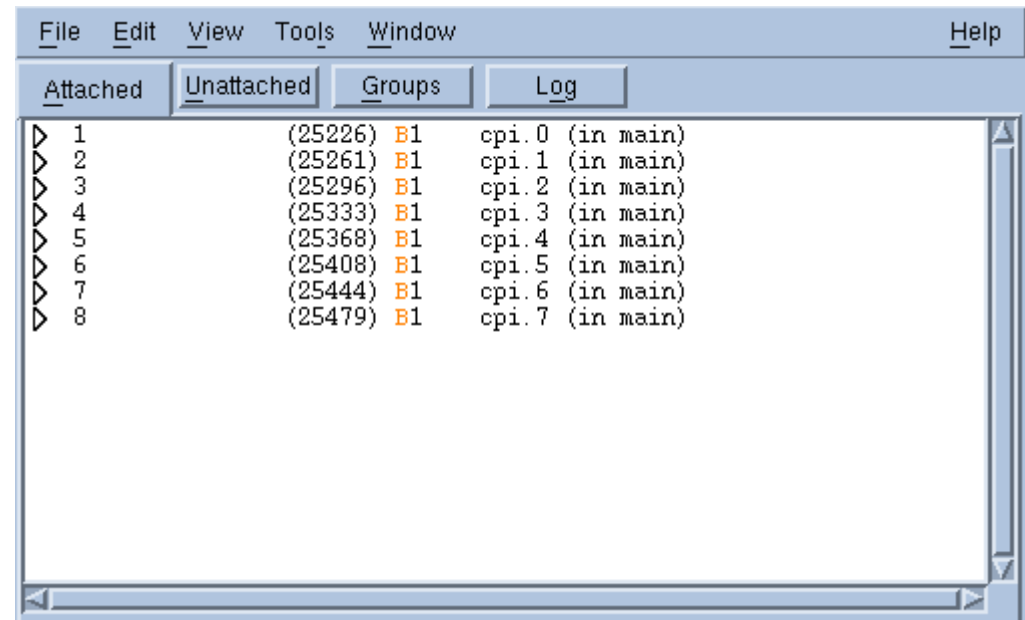 File Edit View Tools Window Help
Attached Unattached Groups Log
1 (25226) B1 cpi.0 (in main)
2 (25261) B1 cpi.1 (in main)
3 (25296) B1 cpi.2 (in main)
4 (25333) B1 cpi.3 (in main)
5 (25368) B1 cpi.4 (in main)
6 (25408) B1 cpi.5 (in main)
7 (25444) B1 cpi.6 (in main)
8 (25479) B1 cpi.7 (in main)